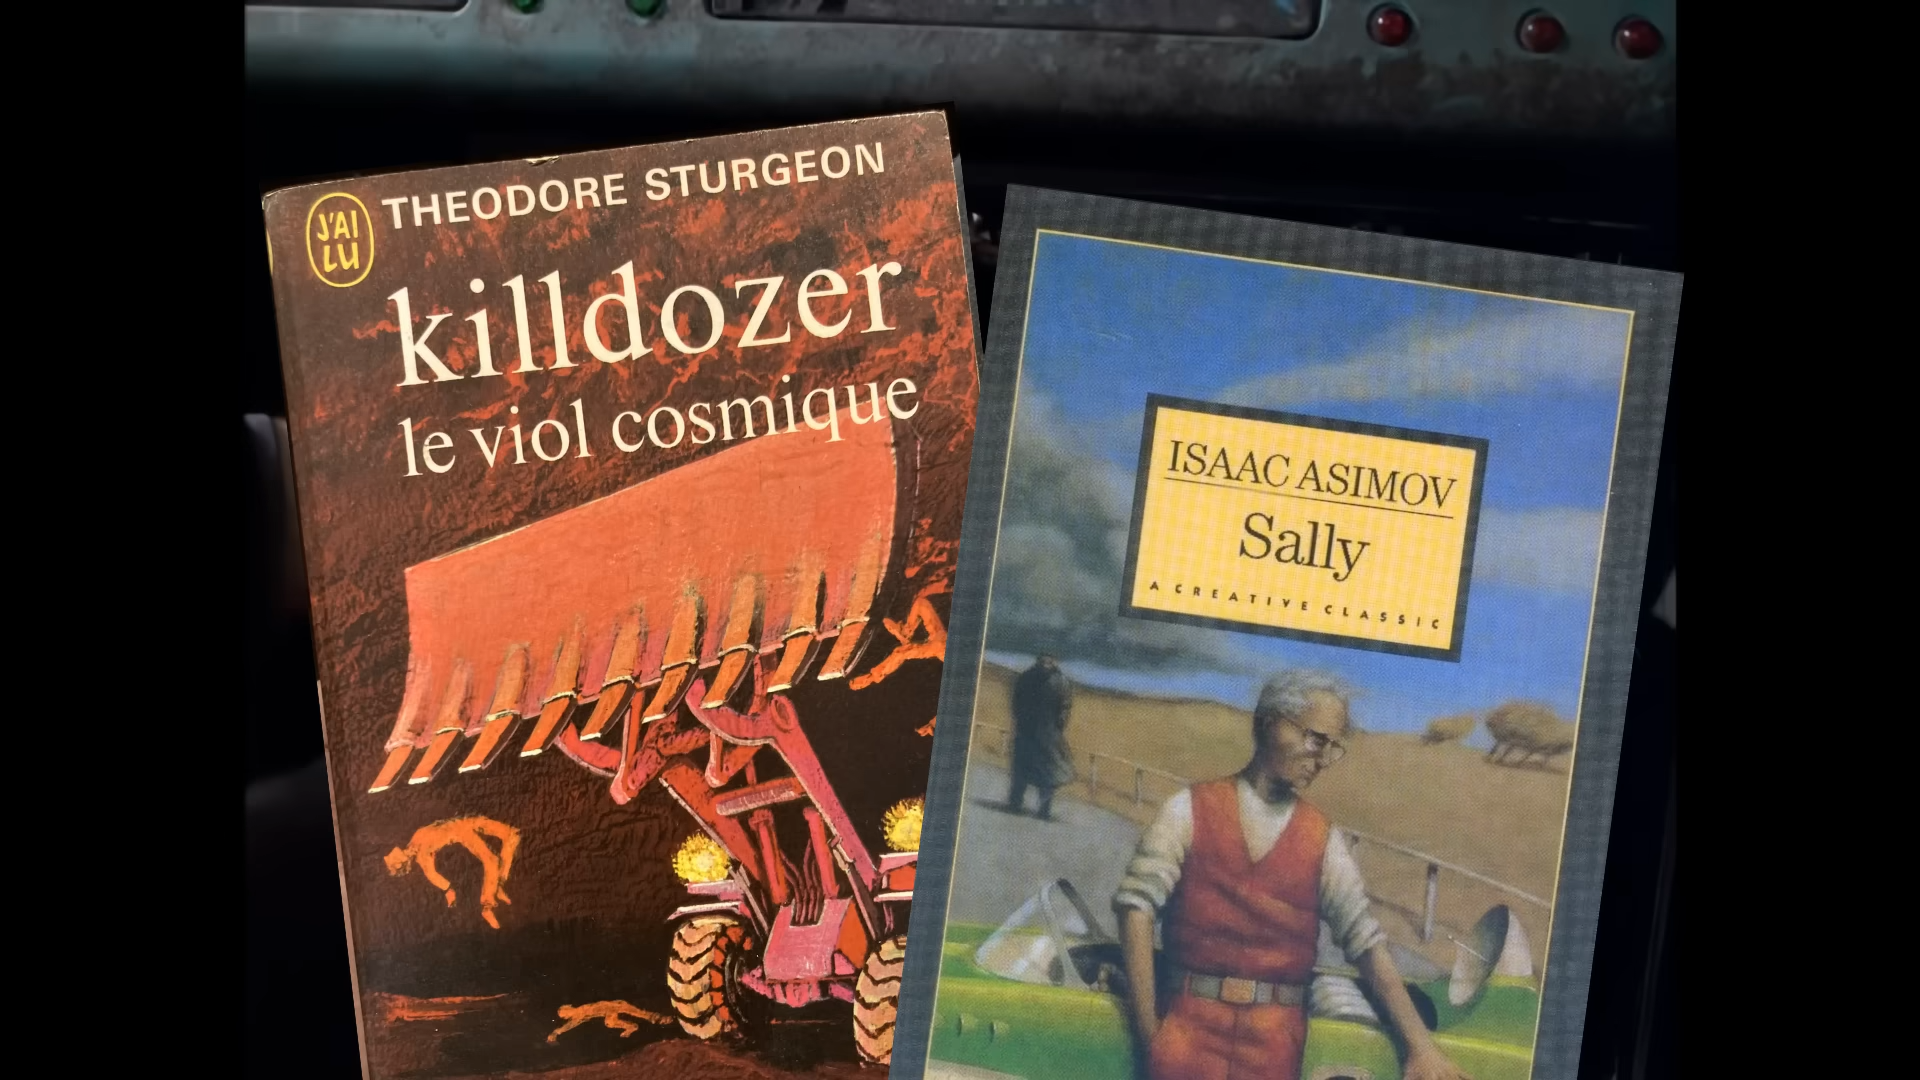 THEODORE STURGEON
J'AI
LU
killdozer
le viol cosmique
ISAAC ASIMOV
Sally
A CREATIVE CLASSIC